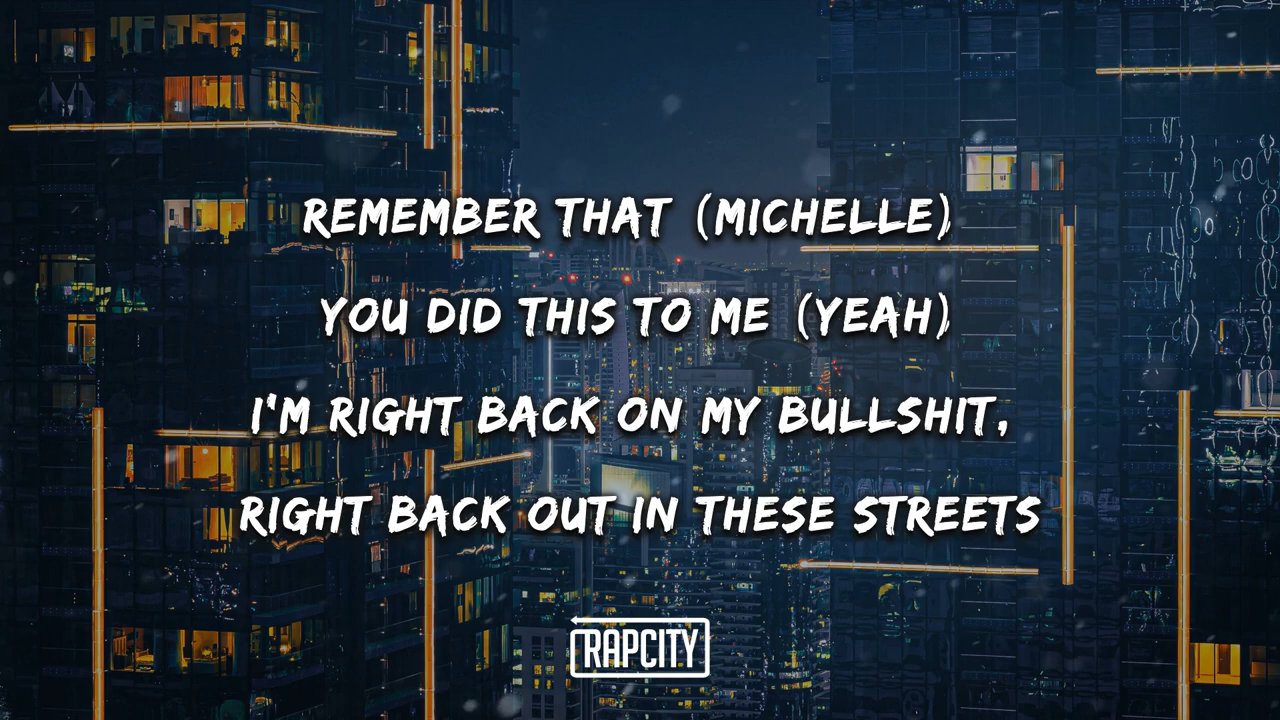 REMEMBER THAT (MICHELLE)
YOU DID THIS TO ME (YEAH)
I'M RIGHT BACK ON MY BULLSHIT,
RIGHT BACK OUT IN THESE STREETS
RAPCITY